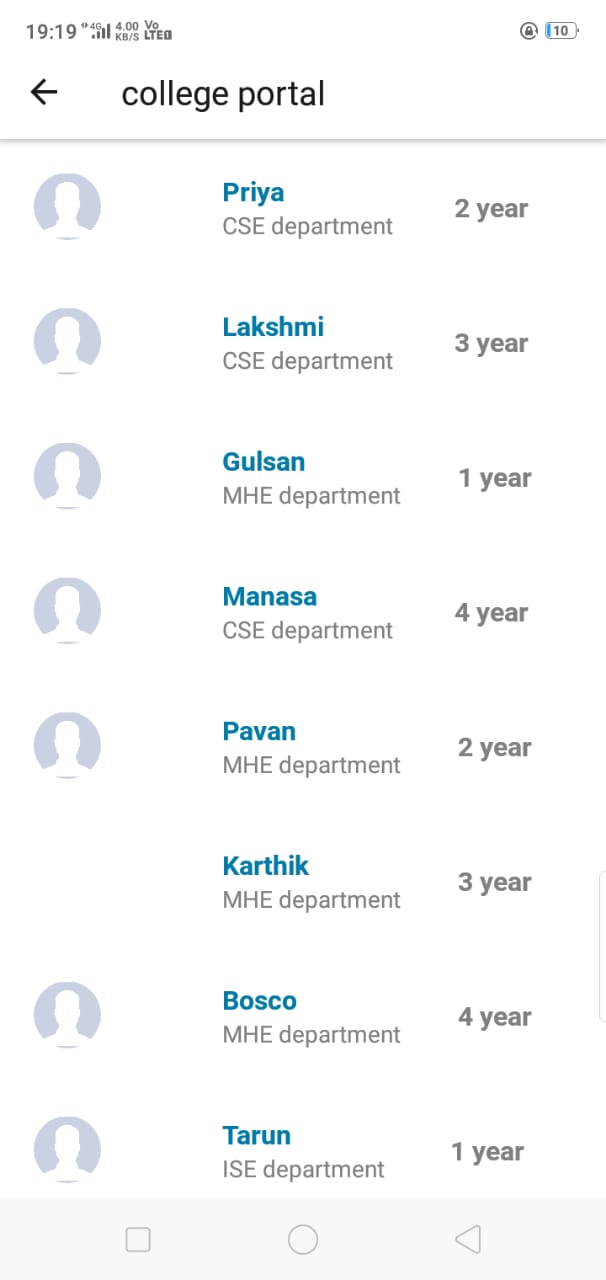 19:19 4G 4.00 KB/S Vo LTE 10
college portal
Priya
CSE department
2 year
Lakshmi
CSE department
3 year
Gulsan
MHE department
1 year
Manasa
CSE department
4 year
Pavan
MHE department
2 year
Karthik
MHE department
3 year
Bosco
MHE department
4 year
Tarun
ISE department
1 year